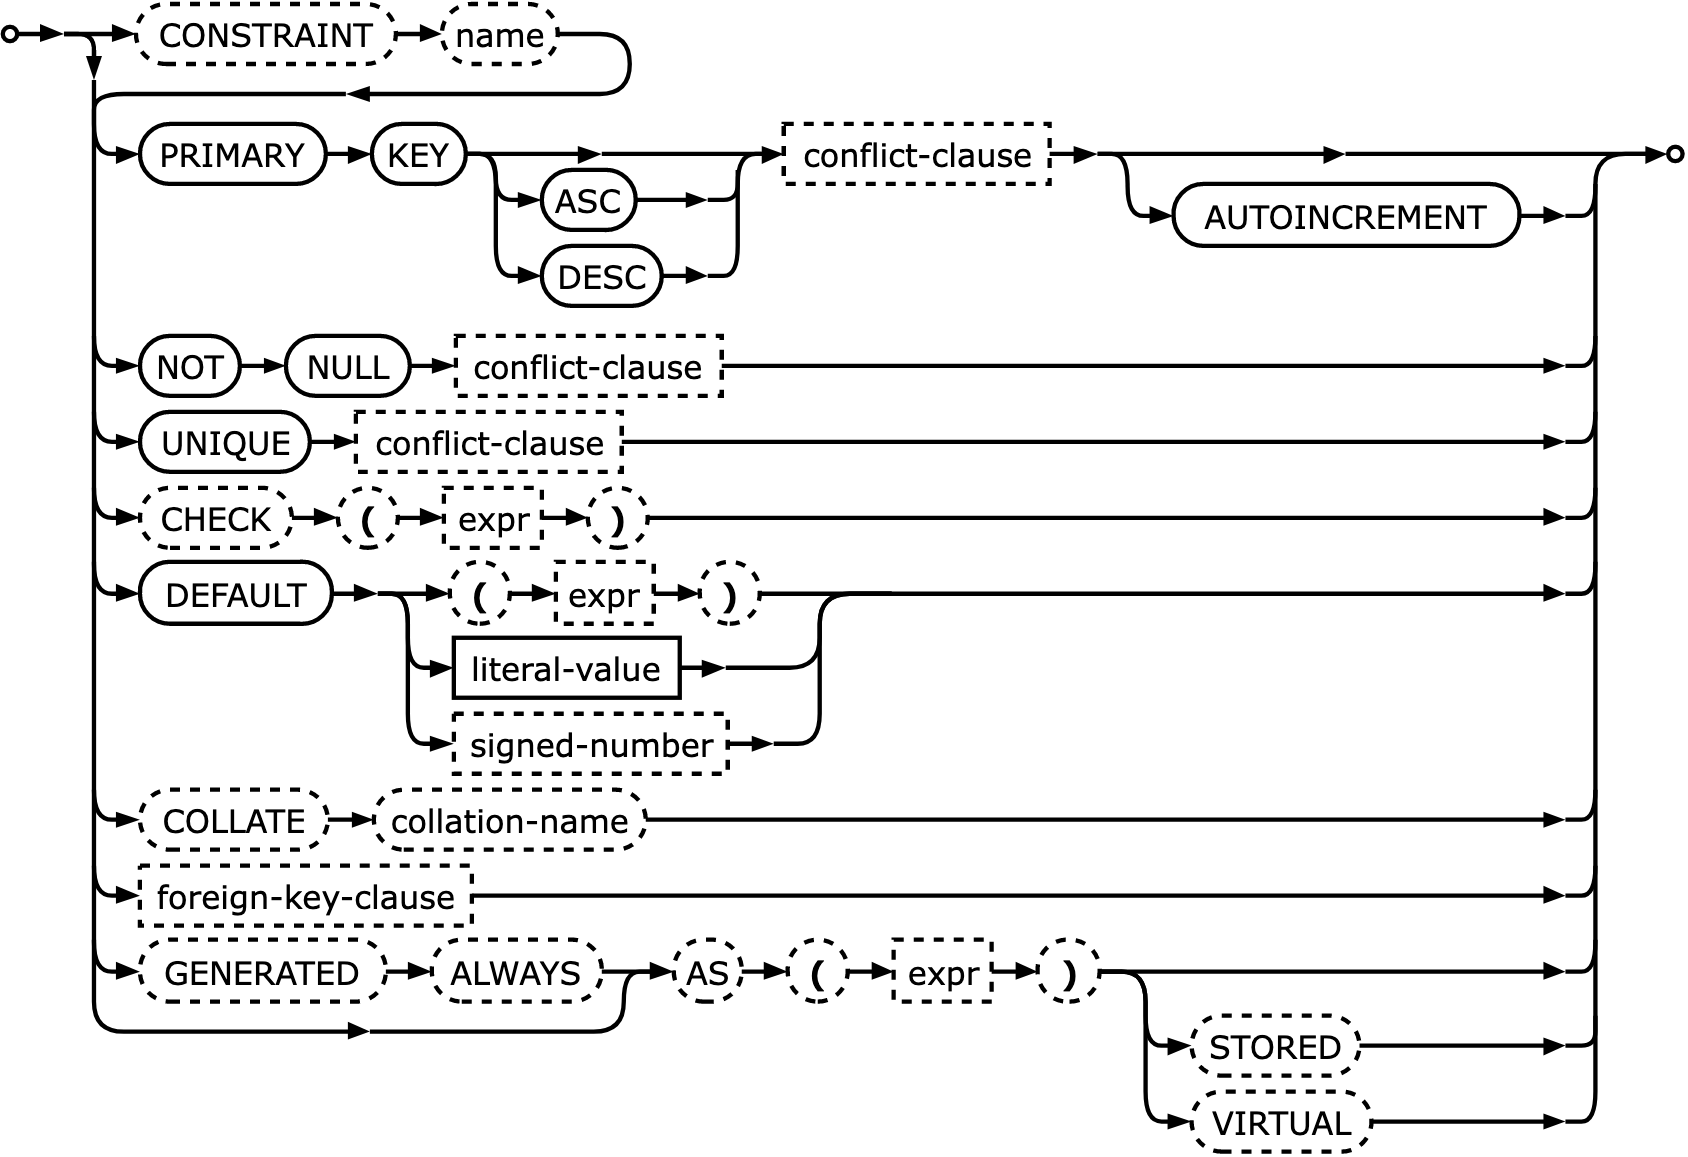 CONSTRAINT name
PRIMARY KEY conflict-clause
ASC AUTOINCREMENT
DESC
NOT NULL conflict-clause
UNIQUE conflict-clause
CHECK ( expr )
DEFAULT ( expr )
literal-value
signed-number
COLLATE collation-name
foreign-key-clause
GENERATED ALWAYS AS ( expr )
STORED
VIRTUAL